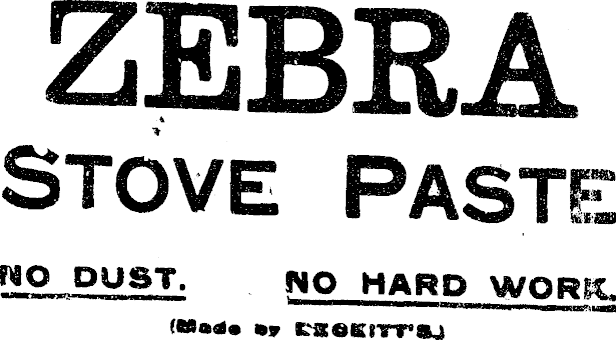 ZEBRA
STOVE PASTE
NO DUST. NO HARD WORK.
(Made by